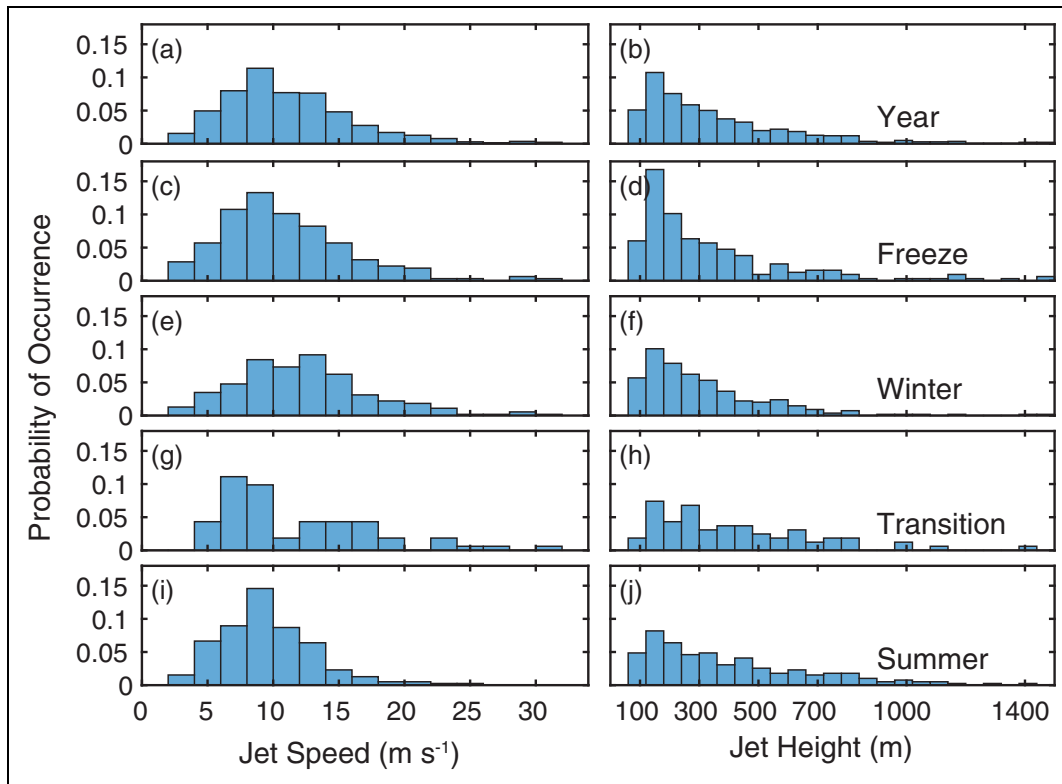 Probability of Occurrence
(a)
0.15
0.1
0.05
0
(b)
Year
(c)
0.15
0.1
0.05
0
(d)
Freeze
(e)
0.15
0.1
0.05
0
(f)
Winter
(g)
0.15
0.1
0.05
0
(h)
Transition
(i)
0.15
0.1
0.05
0
(j)
Summer
0 5 10 15 20 25 30
100 300 500 700 1000 1400
Jet Speed (m s⁻¹)
Jet Height (m)